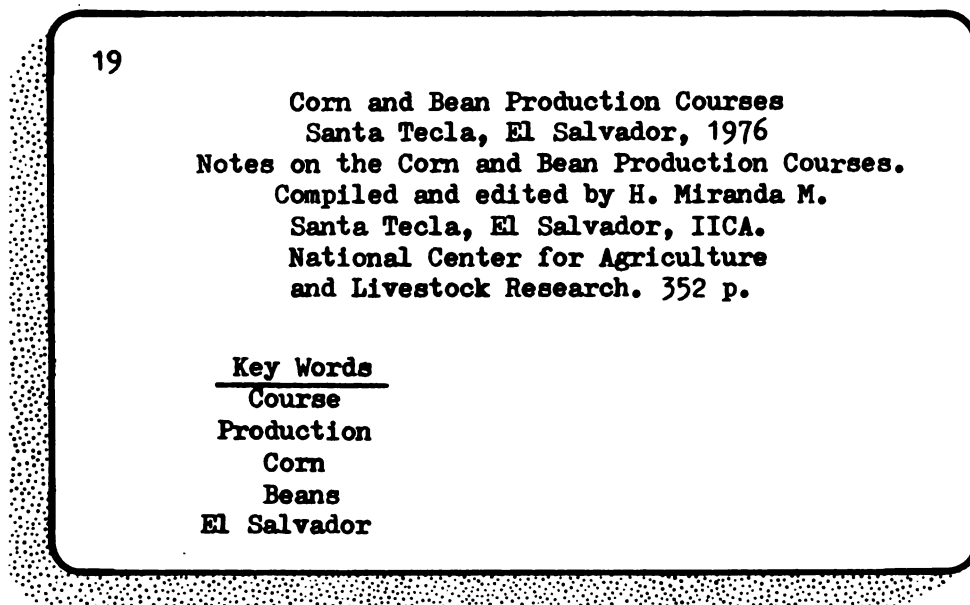 19
Corn and Bean Production Courses
Santa Tecla, El Salvador, 1976
Notes on the Corn and Bean Production Courses.
Compiled and edited by H. Miranda M.
Santa Tecla, El Salvador, IICA.
National Center for Agriculture
and Livestock Research. 352 p.
Key Words
Course
Production
Corn
Beans
El Salvador